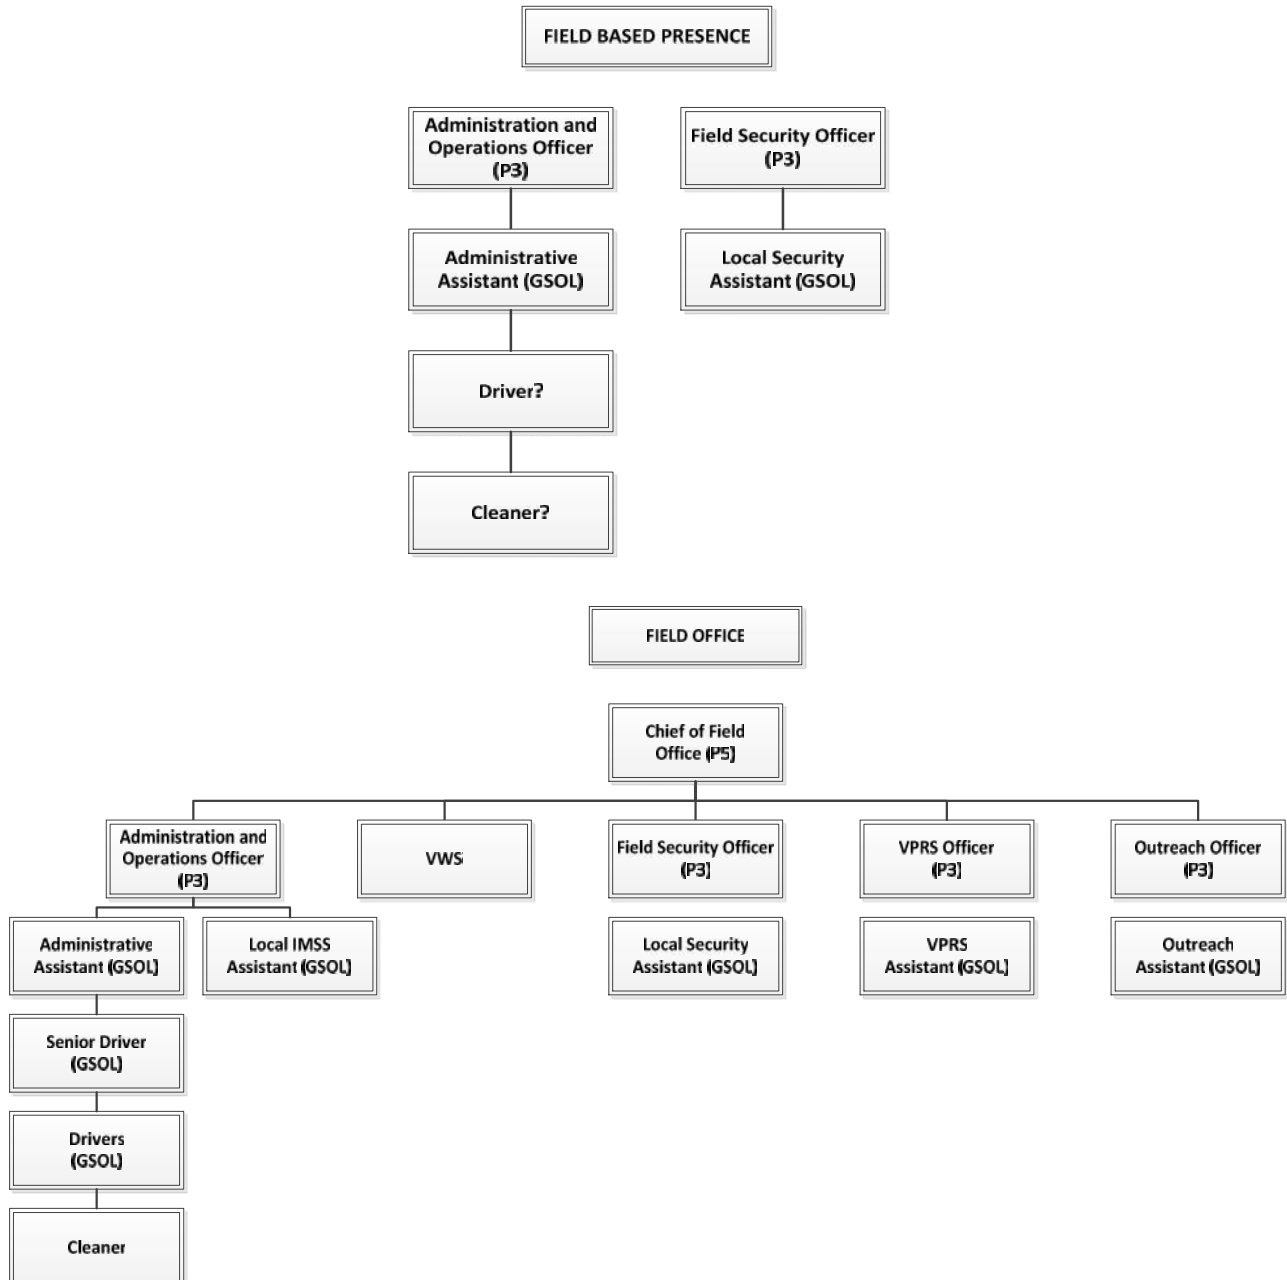 FIELD BASED PRESENCE
Administration and
Operations Officer
(P3)
Field Security Officer
(P3)
Administrative
Assistant (GSOL)
Local Security
Assistant (GSOL)
Driver?
Cleaner?
FIELD OFFICE
Chief of Field
Office (P5)
Administration and
Operations Officer
(P3)
VWS
Field Security Officer
(P3)
VPRS Officer
(P3)
Outreach Officer
(P3)
Administrative
Assistant (GSOL)
Local IMSS
Assistant (GSOL)
Local Security
Assistant (GSOL)
VPRS
Assistant (GSOL)
Outreach
Assistant (GSOL)
Senior Driver
(GSOL)
Drivers
(GSOL)
Cleaner